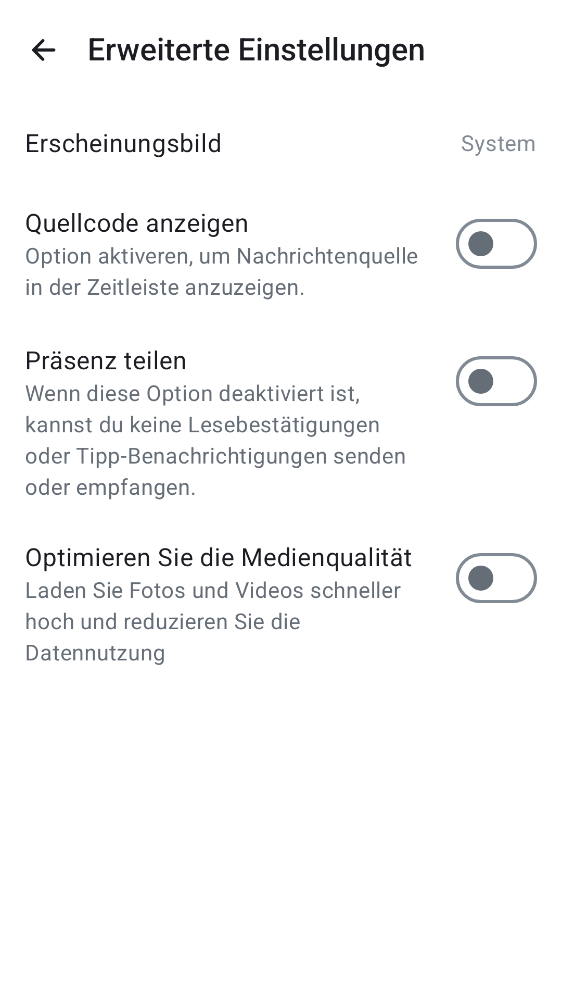 Erweiterte Einstellungen
Erscheinungsbild System
Quellcode anzeigen
Option aktiveren, um Nachrichtenquelle
in der Zeitleiste anzuzeigen.
Präsenz teilen
Wenn diese Option deaktiviert ist,
kannst du keine Lesebestätigungen
oder Tipp-Benachrichtigungen senden
oder empfangen.
Optimieren Sie die Medienqualität
Laden Sie Fotos und Videos schneller
hoch und reduzieren Sie die
Datennutzung